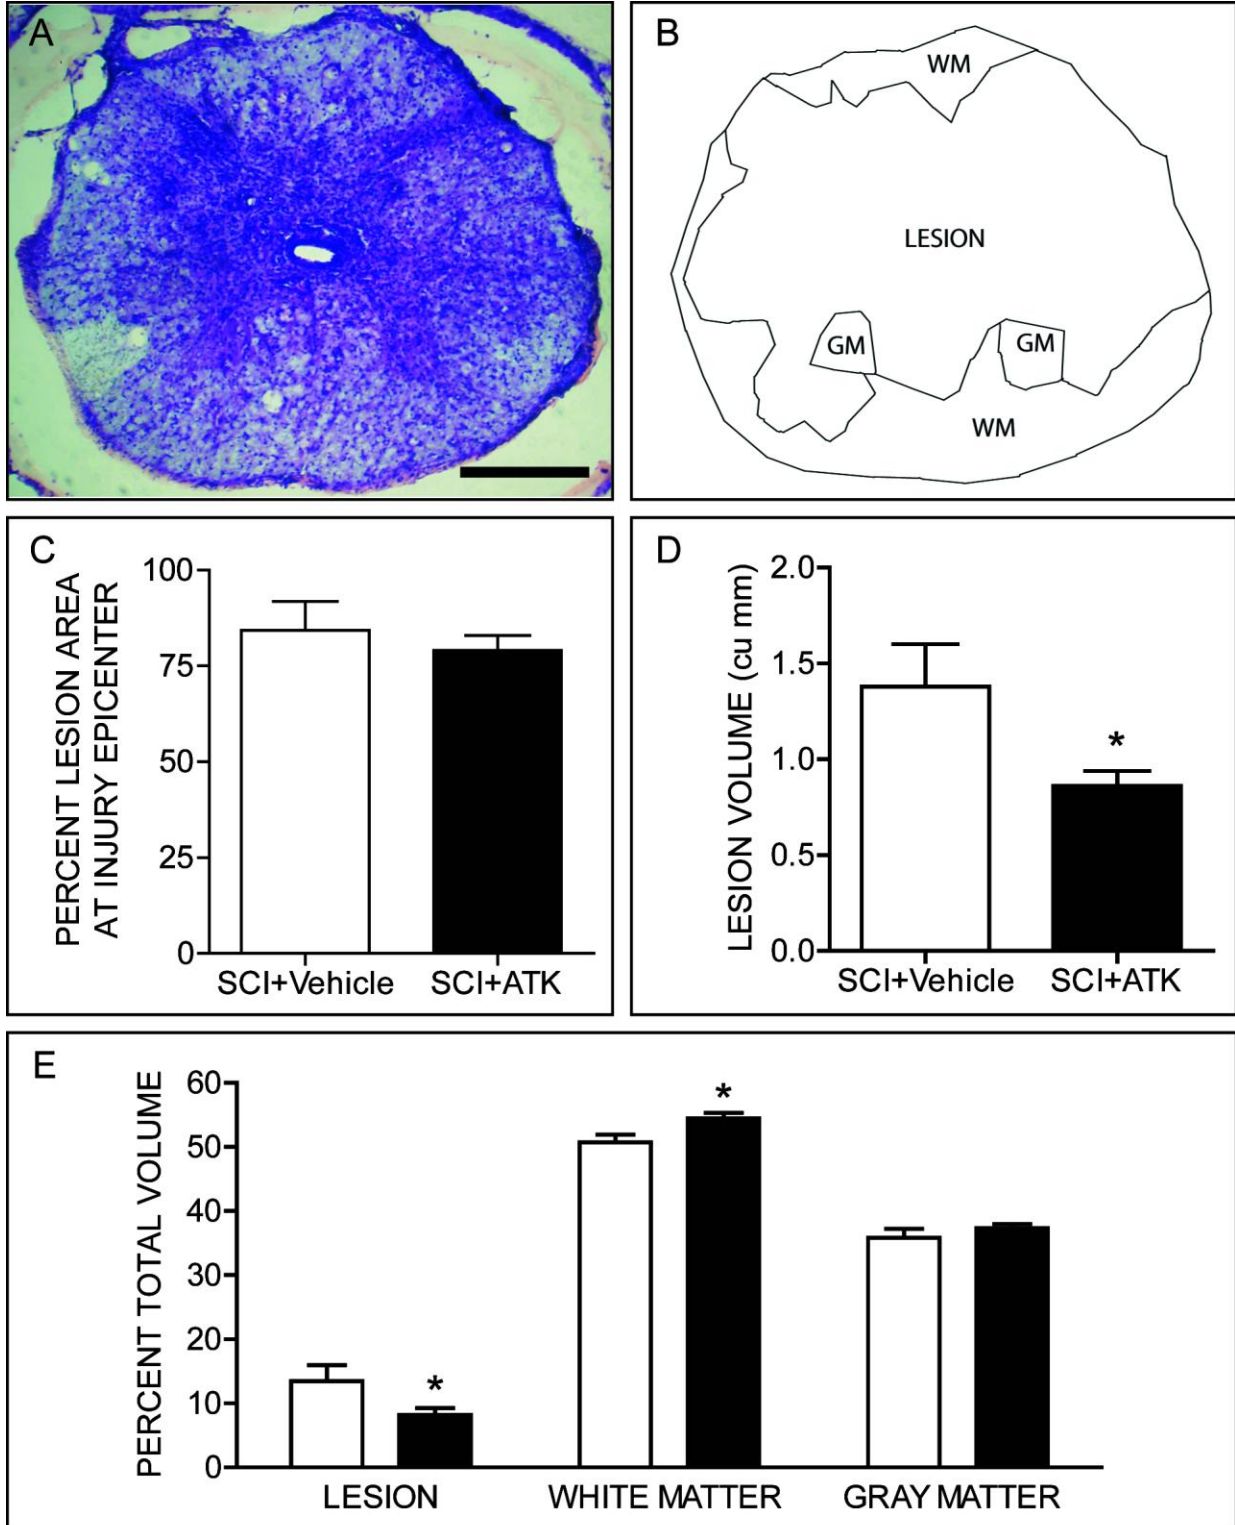 A
B
WM
LESION
GM
GM
WM
C
PERCENT LESION AREA
AT INJURY EPICENTER
100
75
50
25
0
SCI+Vehicle SCI+ATK
D
LESION VOLUME (cu mm)
2.0
1.5
1.0
0.5
0.0
*
SCI+Vehicle SCI+ATK
E
PERCENT TOTAL VOLUME
60
50
40
30
20
10
0
*
*
LESION WHITE MATTER GRAY MATTER